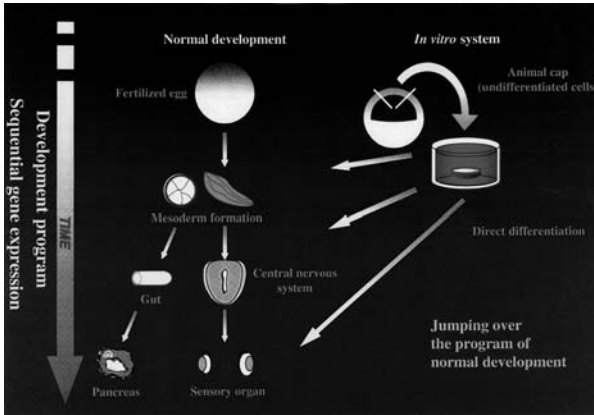 Normal development
In vitro system
Fertilized egg
Animal cap
(undifferentiated cells)
Mesoderm formation
Direct differentiation
Central nervous
system
Gut
Jumping over
the program of
normal development
Pancreas
Sensory organ
Development program
Sequential gene expression
TIME